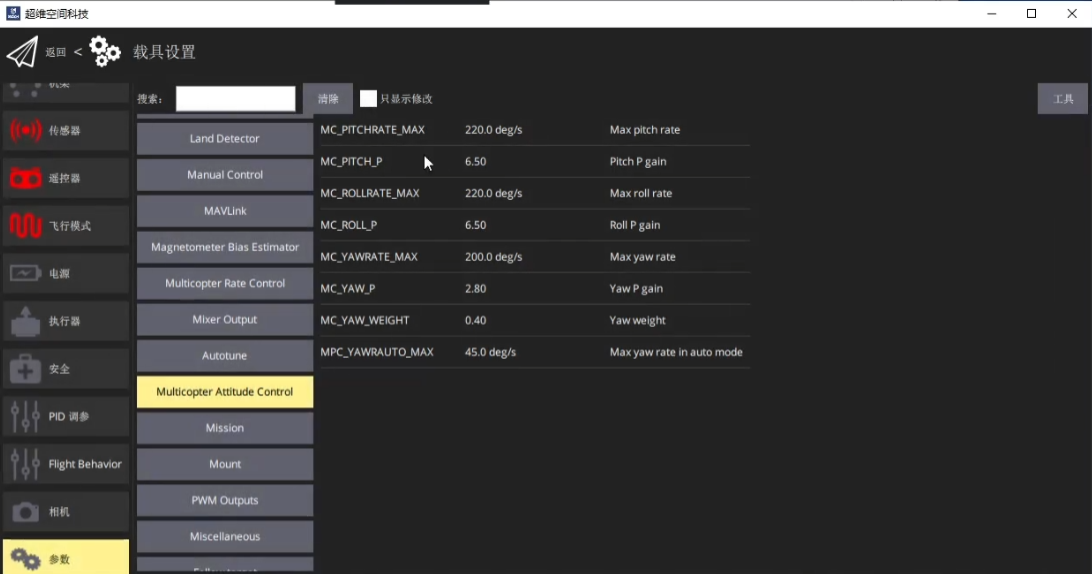 超维空间科技
返回 < 载具设置
机架
搜索: 清除 只显示修改 工具
传感器
遥控器
飞行模式
电源
执行器
安全
PID 调参
Flight Behavior
相机
参数
Land Detector
Manual Control
MAVLink
Magnetometer Bias Estimator
Multicopter Rate Control
Mixer Output
Autotune
Multicopter Attitude Control
Mission
Mount
PWM Outputs
Miscellaneous
MC_PITCHRATE_MAX 220.0 deg/s Max pitch rate
MC_PITCH_P 6.50 Pitch P gain
MC_ROLLRATE_MAX 220.0 deg/s Max roll rate
MC_ROLL_P 6.50 Roll P gain
MC_YAWRATE_MAX 200.0 deg/s Max yaw rate
MC_YAW_P 2.80 Yaw P gain
MC_YAW_WEIGHT 0.40 Yaw weight
MPC_YAWRAUTO_MAX 45.0 deg/s Max yaw rate in auto mode